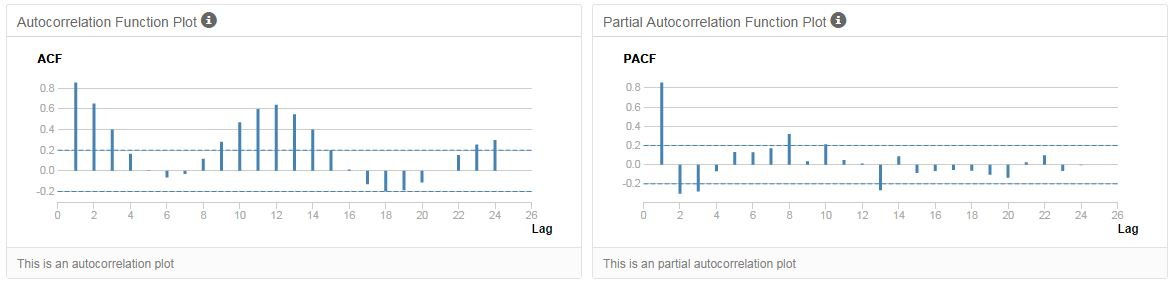 Autocorrelation Function Plot
ACF
0.8
0.6
0.4
0.2
0.0
-0.2
0 2 4 6 8 10 12 14 16 18 20 22 24 26
Lag
This is an autocorrelation plot
Partial Autocorrelation Function Plot
PACF
0.8
0.6
0.4
0.2
0.0
-0.2
0 2 4 6 8 10 12 14 16 18 20 22 24 26
Lag
This is an partial autocorrelation plot